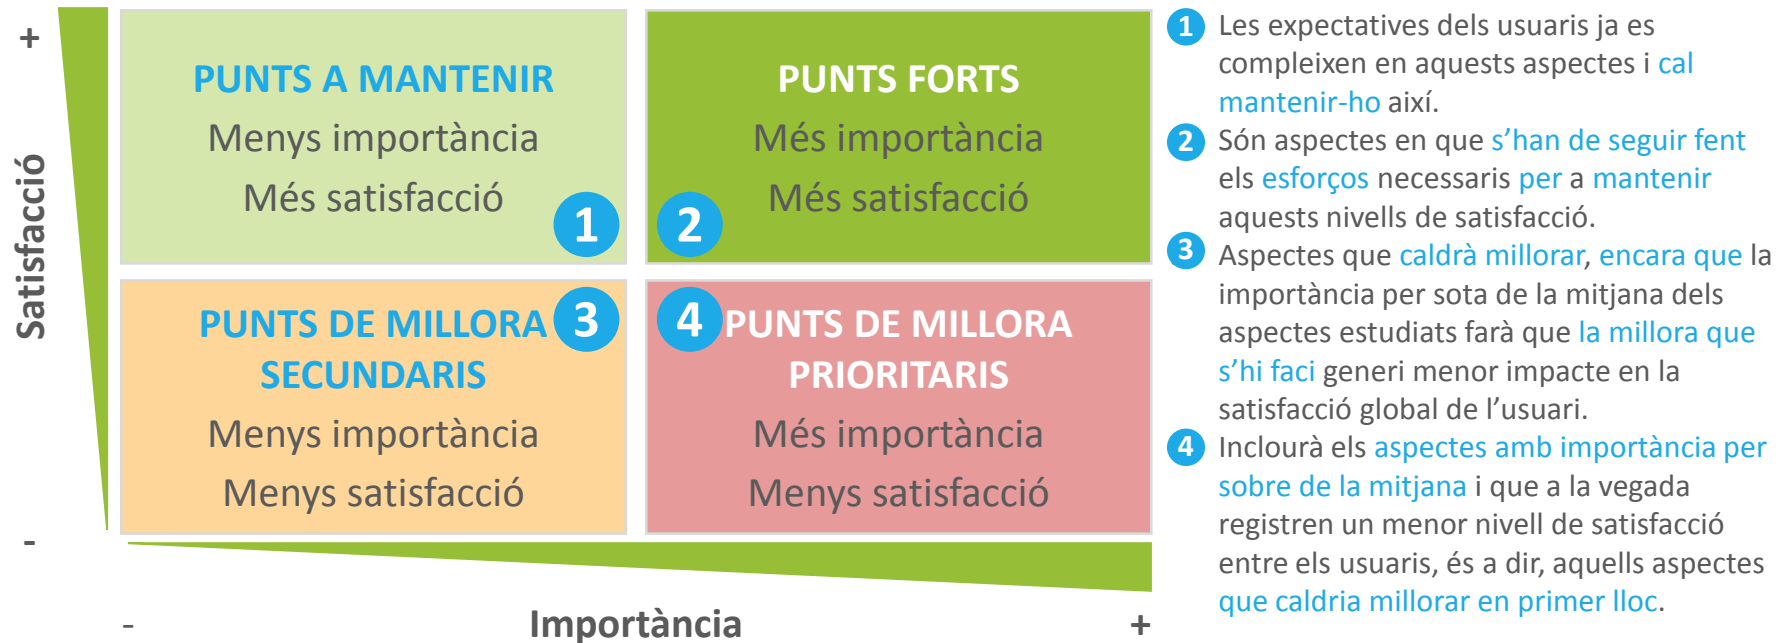 +
Satisfacció
-
PUNTS A MANTENIR
Menys importància
Més satisfacció
1
PUNTS FORTS
Més importància
Més satisfacció
2
PUNTS DE MILLORA
SECUNDARIS
Menys importància
Menys satisfacció
3
PUNTS DE MILLORA
PRIORITARIS
Més importància
Menys satisfacció
4
-
Importància
+
1 Les expectatives dels usuaris ja es
compleixen en aquests aspectes i cal
mantenir-ho així.
2 Són aspectes en que s’han de seguir fent
els esforços necessaris per a mantenir
aquests nivells de satisfacció.
3 Aspectes que caldrà millorar, encara que la
importància per sota de la mitjana dels
aspectes estudiats farà que la millora que
s’hi faci generi menor impacte en la
satisfacció global de l’usuari.
4 Inclourà els aspectes amb importància per
sobre de la mitjana i que a la vegada
registren un menor nivell de satisfacció
entre els usuaris, és a dir, aquells aspectes
que caldria millorar en primer lloc.